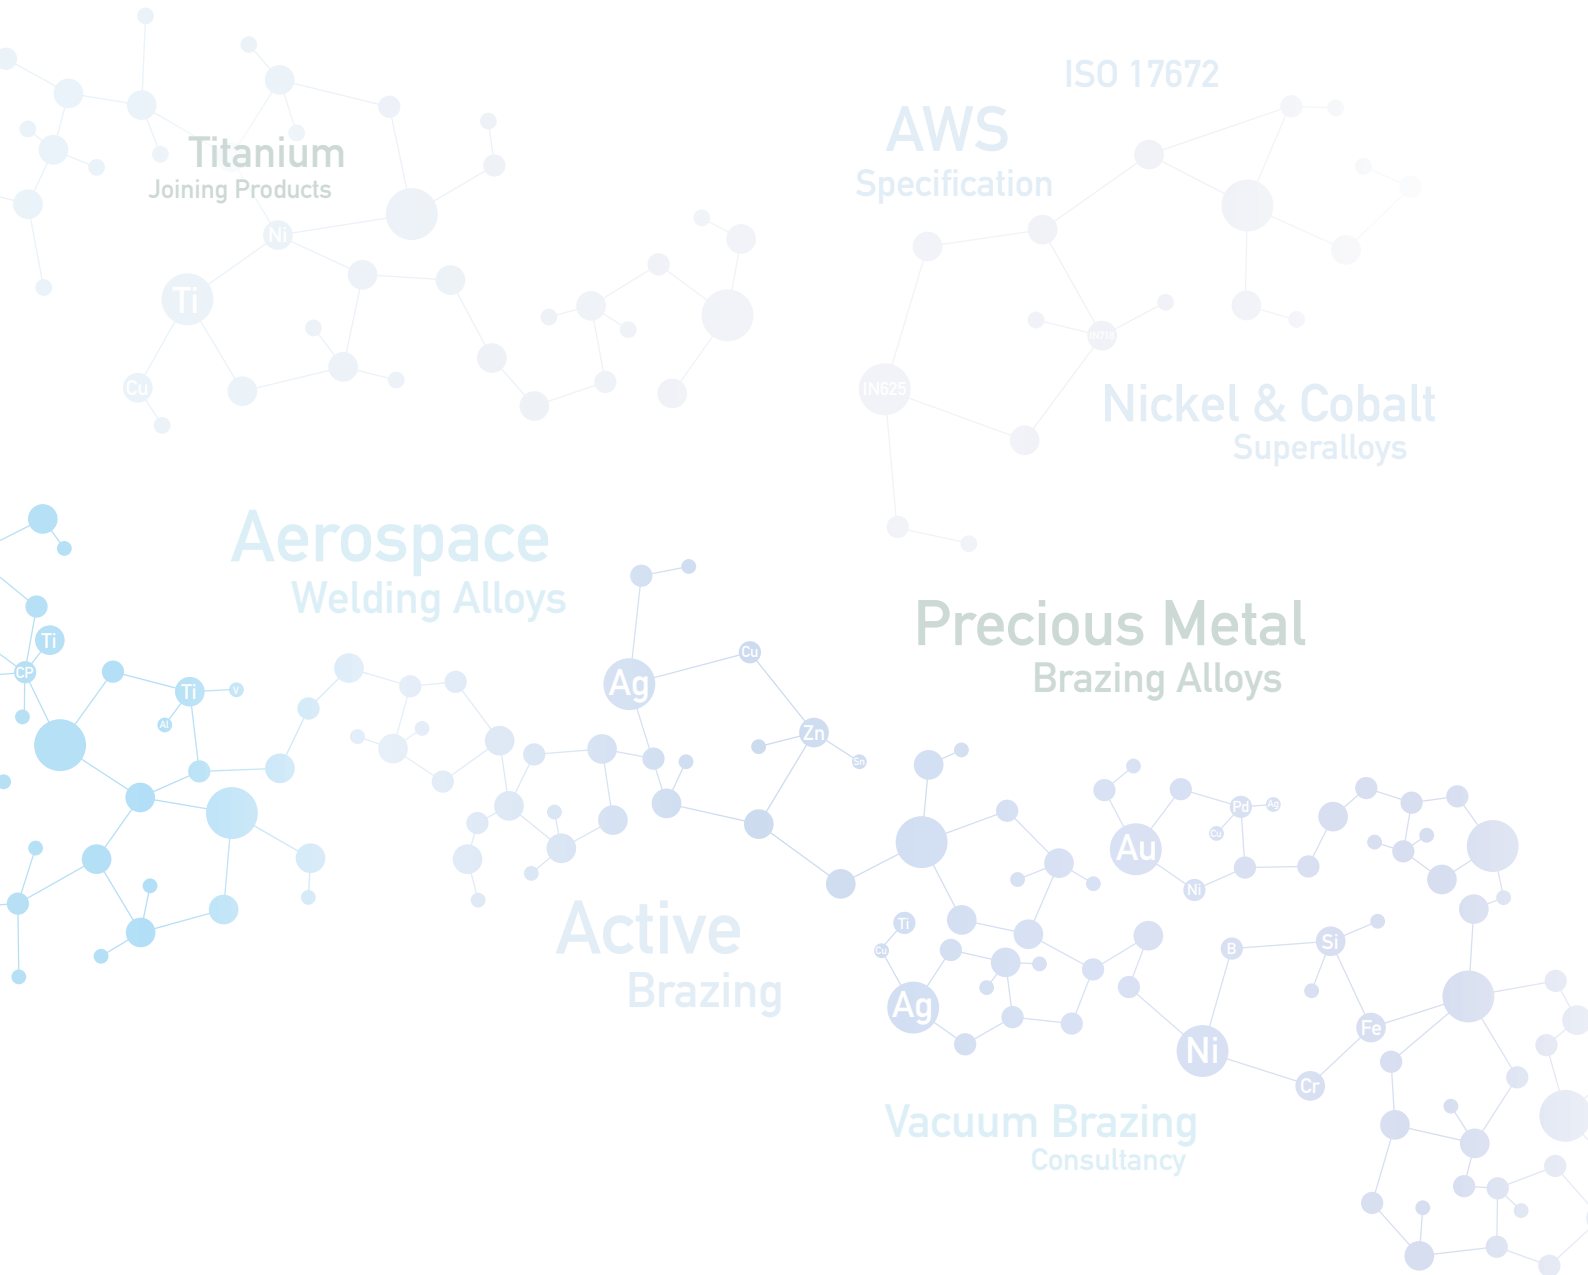 ISO 17672
AWS
Specification
Titanium
Joining Products
Ni
Ti
Cu
IN718
IN625
Nickel & Cobalt
Superalloys
Aerospace
Welding Alloys
Precious Metal
Brazing Alloys
Ti
CP
Ti
V
Al
Ag
Cu
Zn
Sn
Au
Pd
Ag
Cu
Ni
Active
Brazing
Ti
Cu
Ag
B
Si
Ni
Fe
Cr
Vacuum Brazing
Consultancy